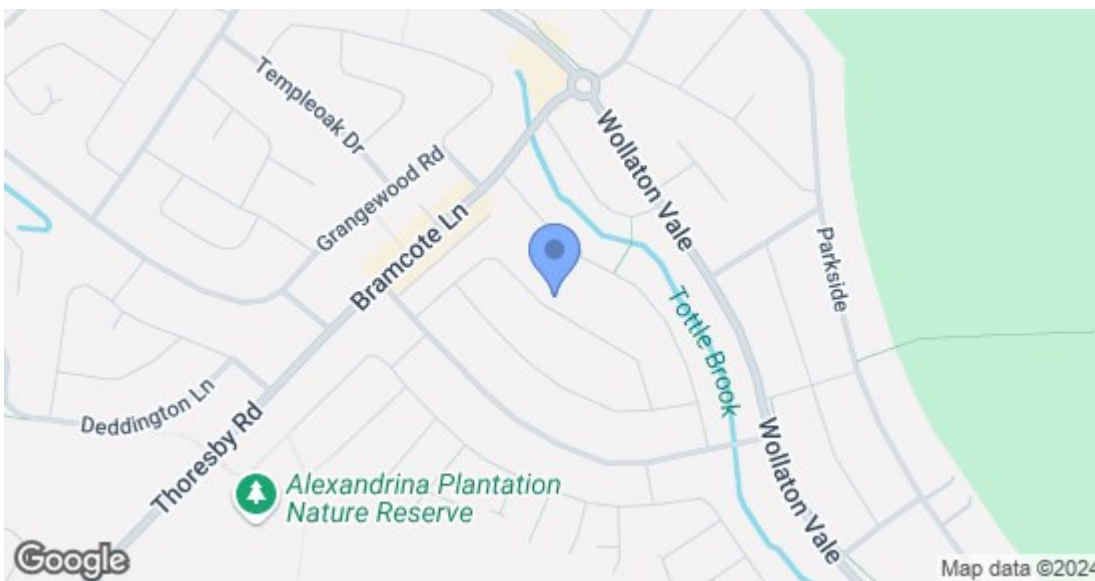 Templeoak Dr
Grangewood Rd
Bramcote Ln
Wollaton Vale
Parkside
Tottle Brook
Deddington Ln
Thoresby Rd
Alexandrina Plantation
Nature Reserve
Wollaton Vale
Google
Map data ©2024